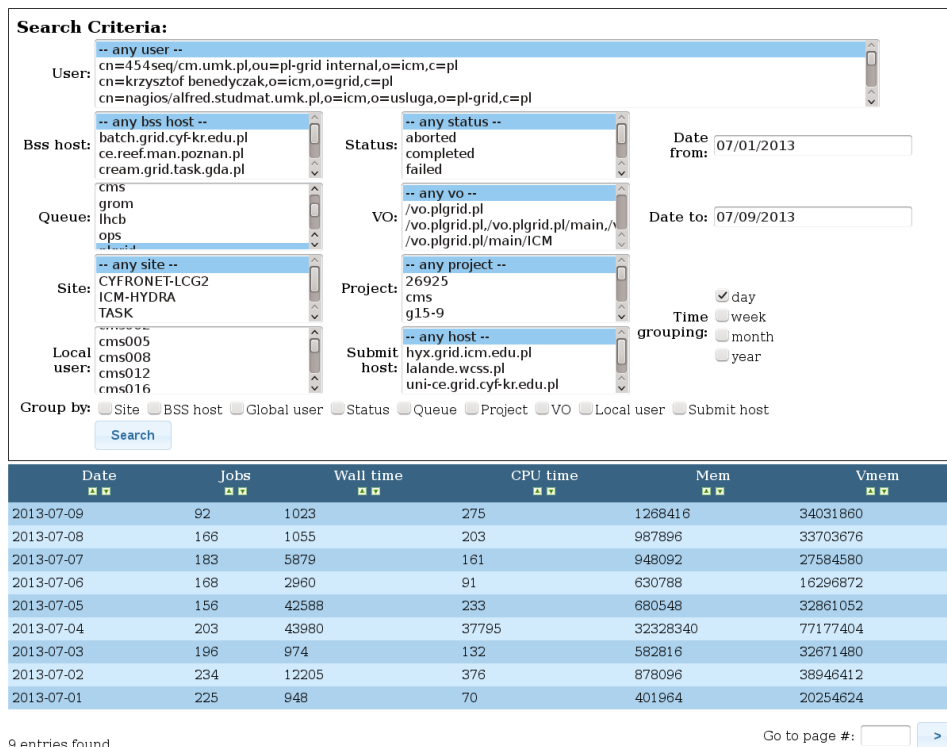 Search Criteria:
User:
-- any user --
cn=454seq/cm.umk.pl,ou=pl-grid internal,o=icm,c=pl
cn=krzysztof benedyczak,o=icm,o=grid,c=pl
cn=nagios/alfred.studmat.umk.pl,o=icm,o=usluga,o=pl-grid,c=pl
Bss host:
-- any bss host --
batch.grid.cyf-kr.edu.pl
ce.reef.man.poznan.pl
cream.grid.task.gda.pl
Status:
-- any status --
aborted
completed
failed
Date from: 07/01/2013
Queue:
cms
grom
lhcb
ops
plgrid
VO:
-- any vo --
/vo.plgrid.pl
/vo.plgrid.pl,/vo.plgrid.pl/main,/v
/vo.plgrid.pl/main/ICM
Date to: 07/09/2013
Site:
-- any site --
CYFRONET-LCG2
ICM-HYDRA
TASK
Project:
-- any project --
26925
cms
g15-9
Time grouping:
day
week
month
year
Local user:
cms005
cms008
cms012
cms016
Submit host:
-- any host --
hyx.grid.icm.edu.pl
lalande.wcss.pl
uni-ce.grid.cyf-kr.edu.pl
Group by: Site BSS host Global user Status Queue Project VO Local user Submit host
Search
Date Jobs Wall time CPU time Mem Vmem
2013-07-09 92 1023 275 1268416 34031860
2013-07-08 166 1055 203 987896 33703676
2013-07-07 183 5879 161 948092 27584580
2013-07-06 168 2960 91 630788 16296872
2013-07-05 156 42588 233 680548 32861052
2013-07-04 203 43980 37795 32328340 77177404
2013-07-03 196 974 132 582816 32671480
2013-07-02 234 12205 376 878096 38946412
2013-07-01 225 948 70 401964 20254624
9 entries found
Go to page #: >